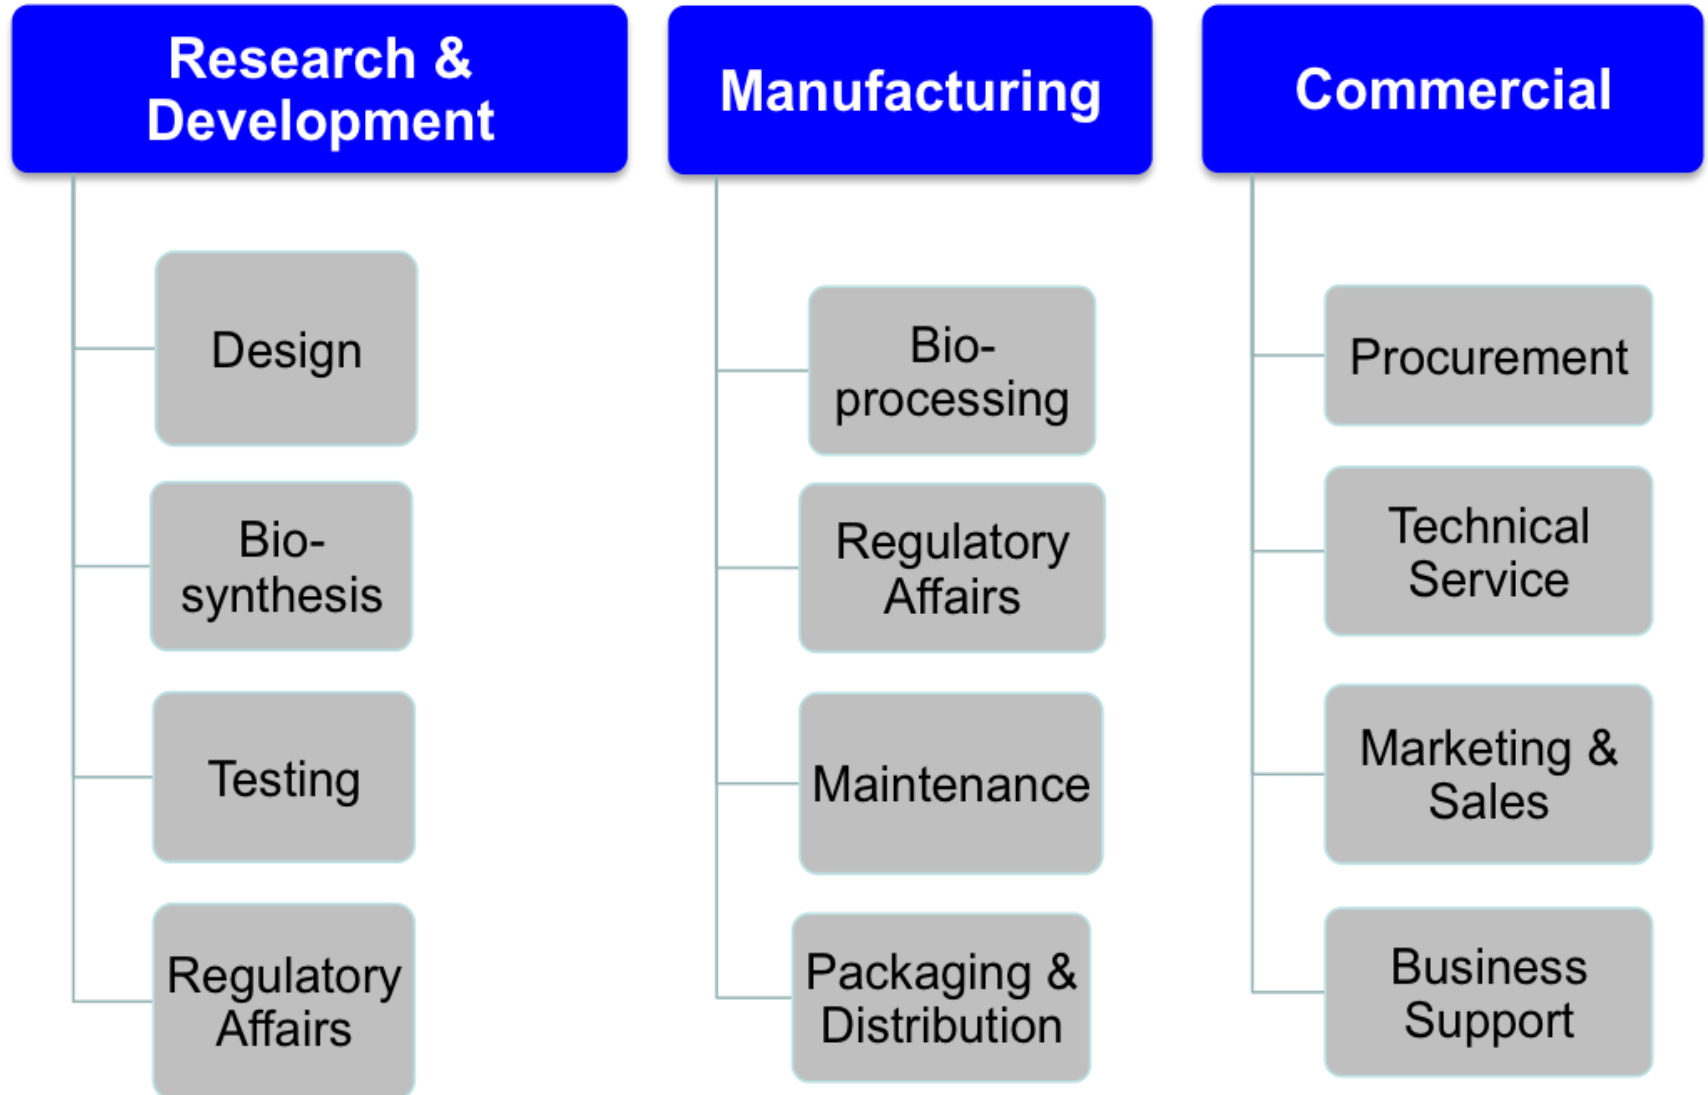 Research &
Development
Design
Bio-
synthesis
Testing
Regulatory
Affairs
Manufacturing
Bio-
processing
Regulatory
Affairs
Maintenance
Packaging &
Distribution
Commercial
Procurement
Technical
Service
Marketing &
Sales
Business
Support